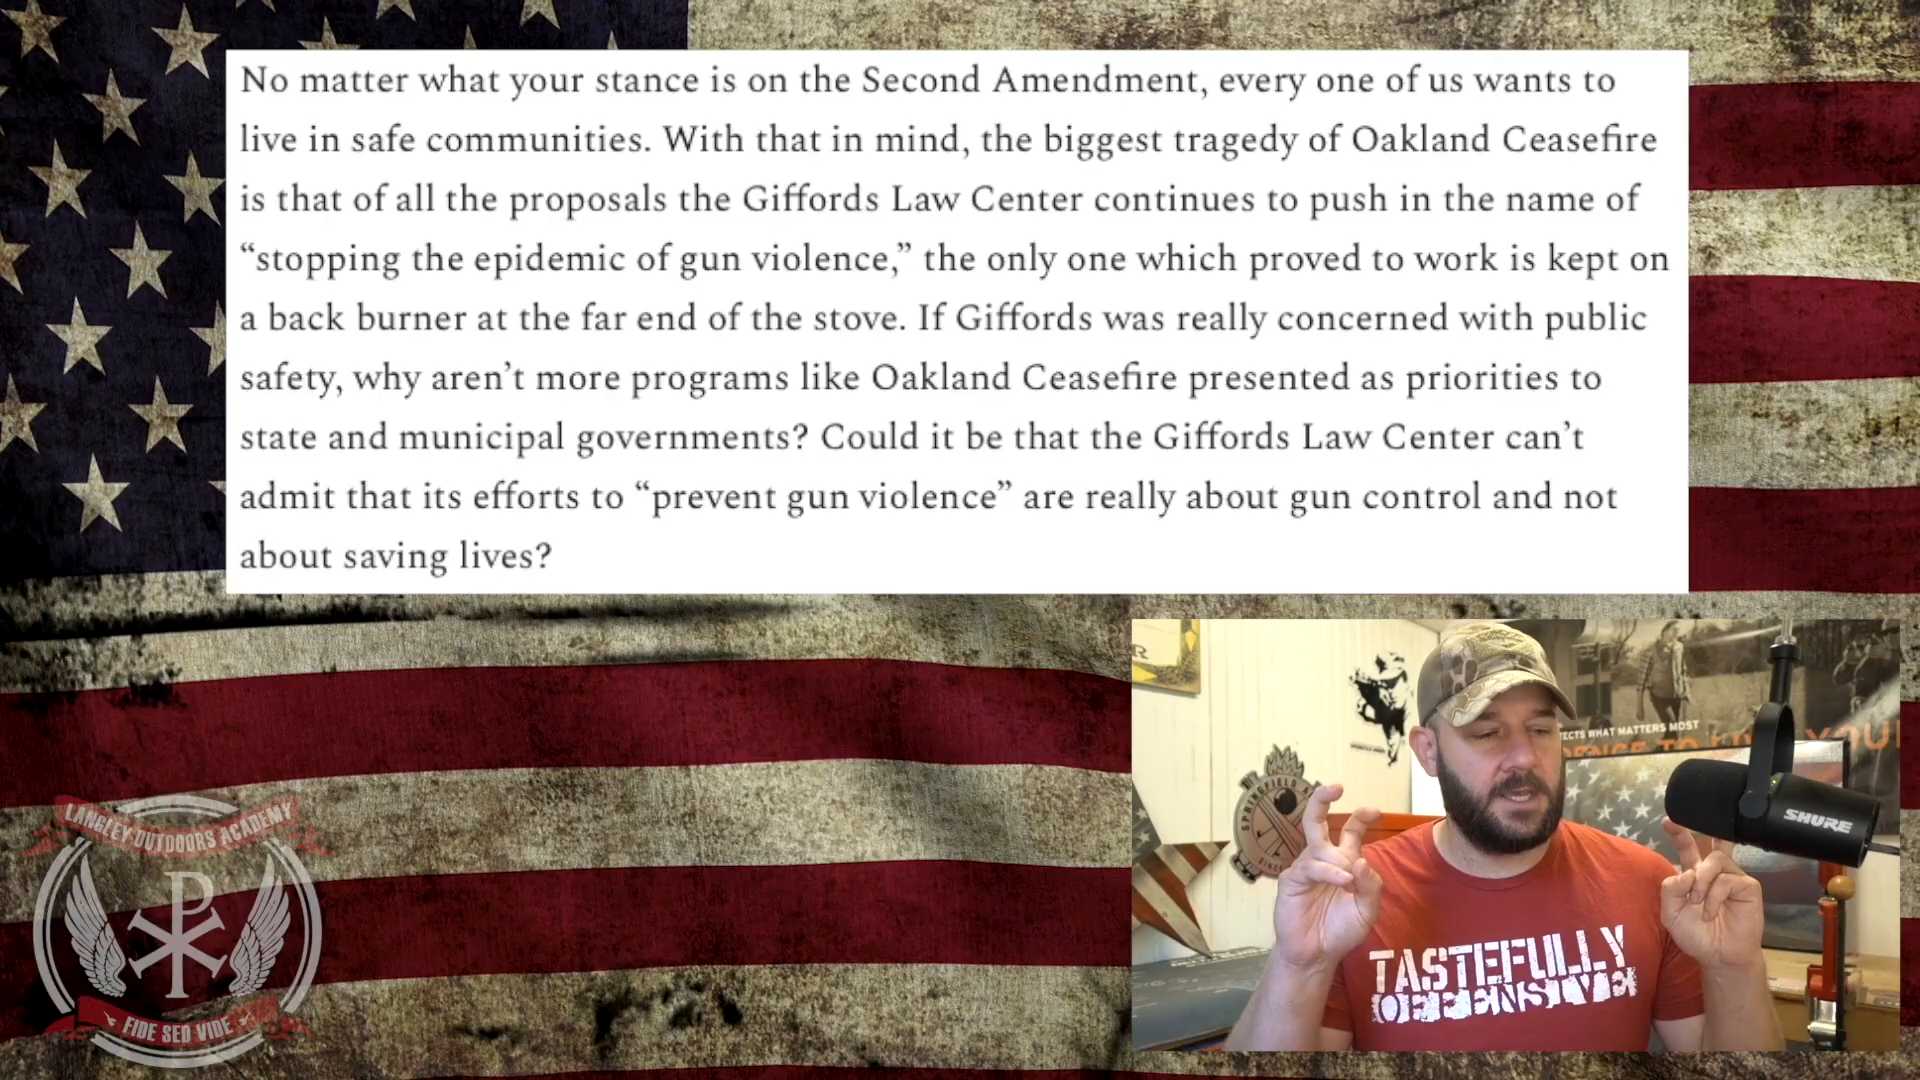 No matter what your stance is on the Second Amendment, every one of us wants to
live in safe communities. With that in mind, the biggest tragedy of Oakland Ceasefire
is that of all the proposals the Giffords Law Center continues to push in the name of
“stopping the epidemic of gun violence,” the only one which proved to work is kept on
a back burner at the far end of the stove. If Giffords was really concerned with public
safety, why aren’t more programs like Oakland Ceasefire presented as priorities to
state and municipal governments? Could it be that the Giffords Law Center can’t
admit that its efforts to “prevent gun violence” are really about gun control and not
about saving lives?
R
WHAT MATTERS MOST
SPRINGFIELD
SHURE
TASTEFULLY
OFFENSIVE
LANGLEY OUTDOORS ACADEMY
FIDE SED VIDE